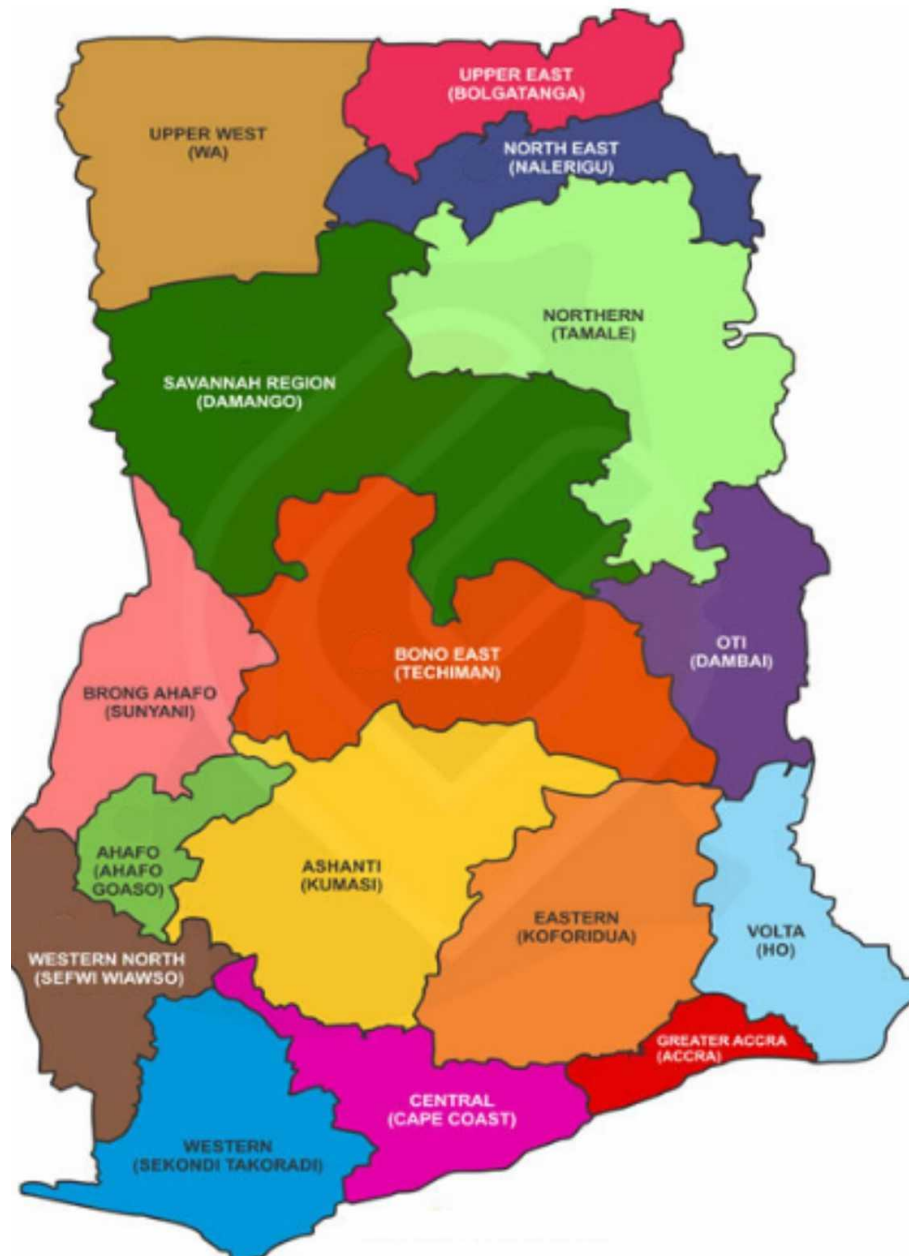 UPPER EAST
(BOLGATANGA)
UPPER WEST
(WA)
NORTH EAST
(NALERIGU)
NORTHERN
(TAMALE)
SAVANNAH REGION
(DAMANGO)
OTI
(DAMBAI)
BONO EAST
(TECHIMAN)
BRONG AHAFO
(SUNYANI)
AHAFO
(AHAFO
GOASO)
ASHANTI
(KUMASI)
EASTERN
(KOFORIDUA)
VOLTA
(HO)
WESTERN NORTH
(SEFWI WIAWSO)
GREATER ACCRA
(ACCRA)
CENTRAL
(CAPE COAST)
WESTERN
(SEKONDI TAKORADI)